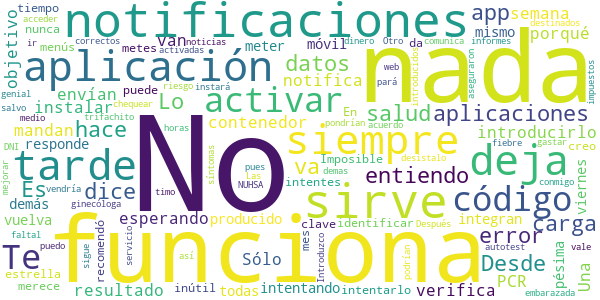 acceder tiempo notificaciones app semana destinados
nunca mismo porqué
correctos van noticias móvil dinero Otro da comunica informes
ir menús metes activadas meter web introducidos aseguraron
objetivo aplicación nada
genial puede riesgo instará notifica pará impuestos
envían Lo chequear datos
salvo instalar activar En salud aplicaciones
medio trifachito contenedor pondrían acuerdo introducirlo
mandan hace horas siempre fiebre creo
DNI responde síntomas Imposible desistalo gastar
mejorar tarde No pues Las demas deja viernes
ginecóloga timo NUHSA intentes entiendo conmigo
Es dice va sirve código
demás vendría esperando producido integran carga
vuelva funciona clave identificar Después
Te puedo sigue mes error Una vale
faltal recomendó así Sólo Introduzco Desde autotest pésima
estrella servicio podrían PCR
merece resultado inútil todas intentando intentarlo verifica embarazada